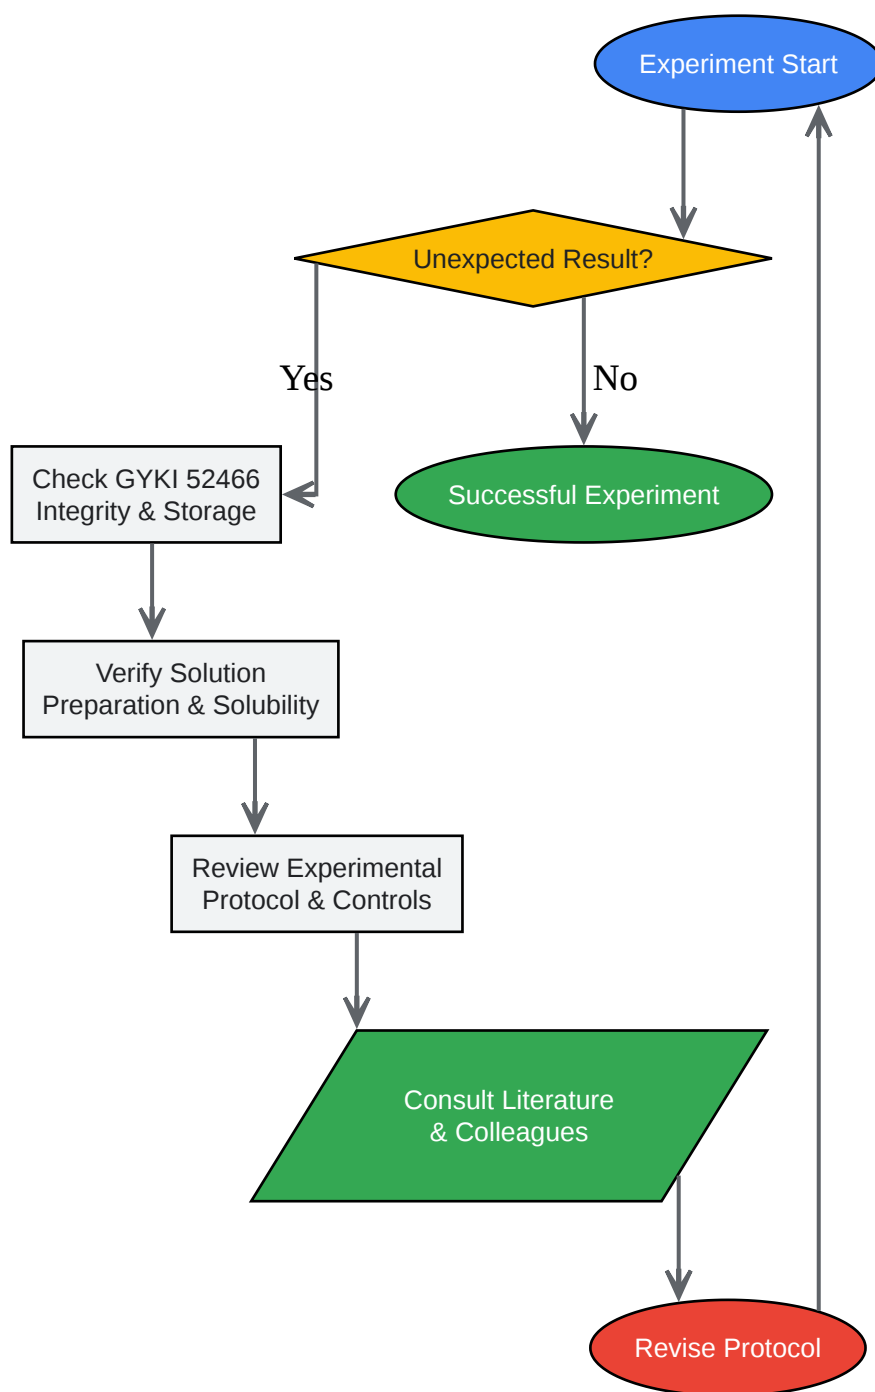 Experiment Start
Unexpected Result?
Yes
No
Check GYKI 52466
Integrity & Storage
Successful Experiment
Verify Solution
Preparation & Solubility
Review Experimental
Protocol & Controls
Consult Literature
& Colleagues
Revise Protocol